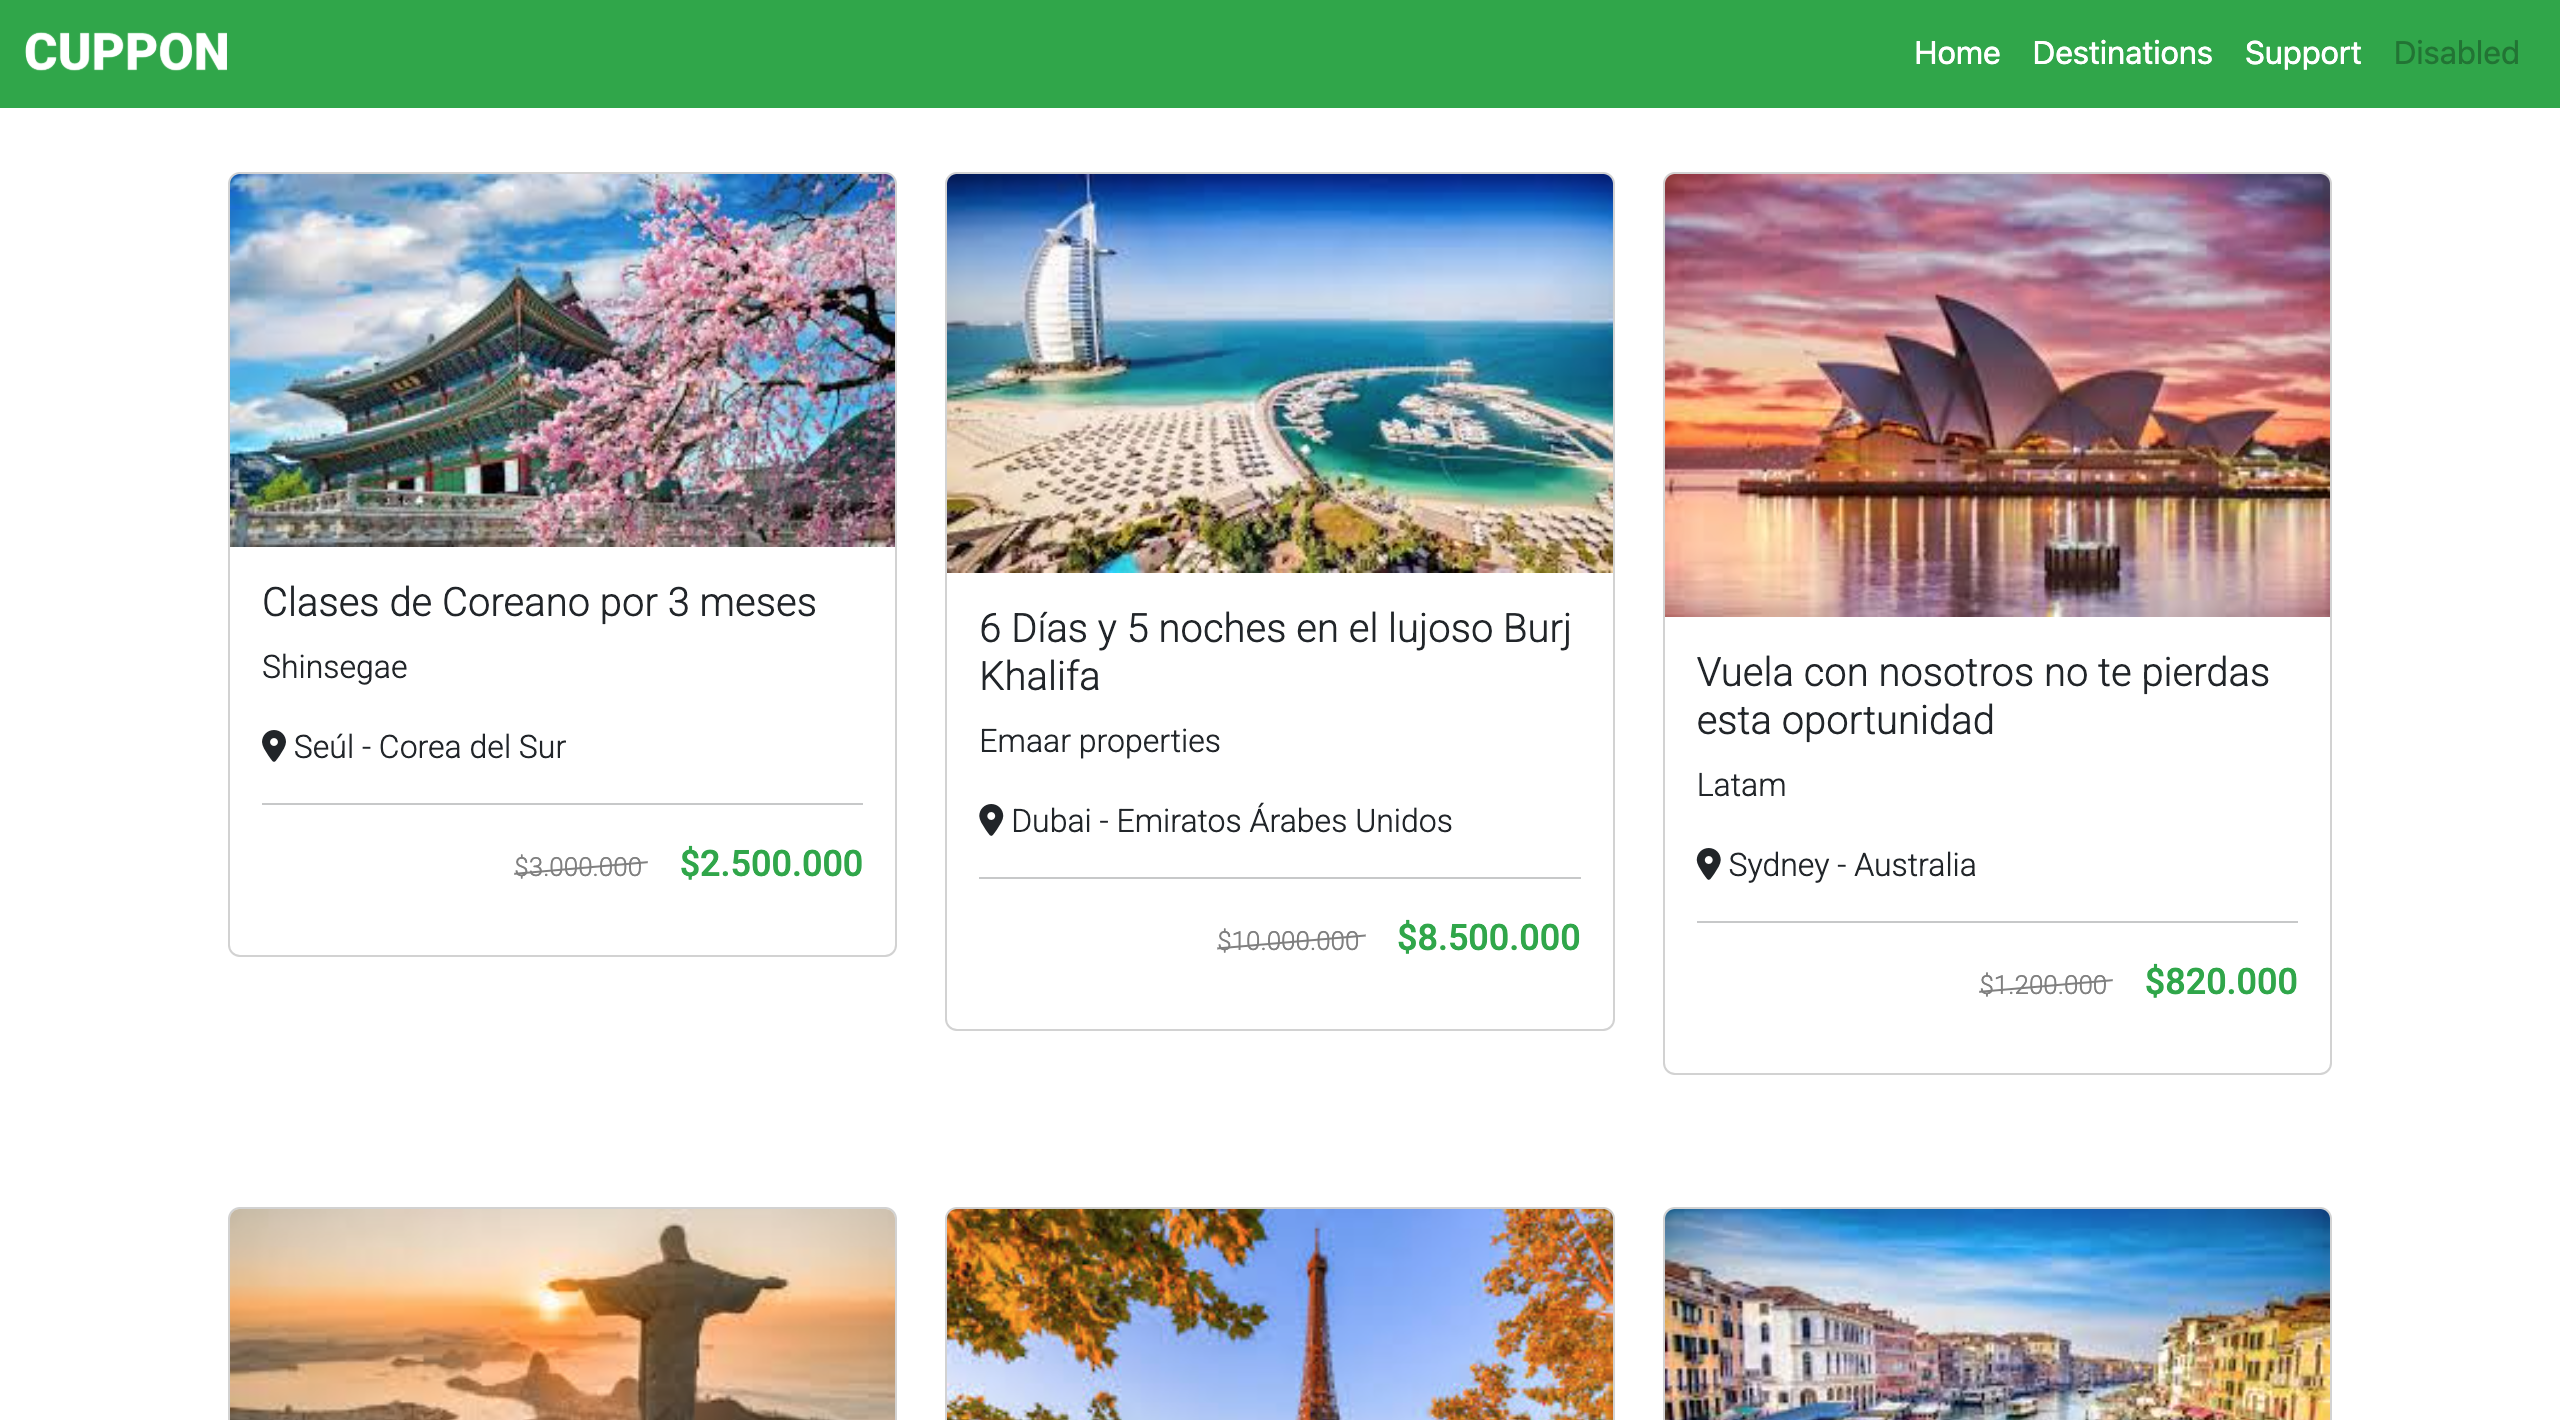 CUPPON
Home Destinations Support Disabled
Clases de Coreano por 3 meses
Shinsegae
Seúl - Corea del Sur
$3.000.000 $2.500.000
6 Días y 5 noches en el lujoso Burj
Khalifa
Emaar properties
Dubai - Emiratos Árabes Unidos
$10.000.000 $8.500.000
Vuela con nosotros no te pierdas
esta oportunidad
Latam
Sydney - Australia
$1.200.000 $820.000